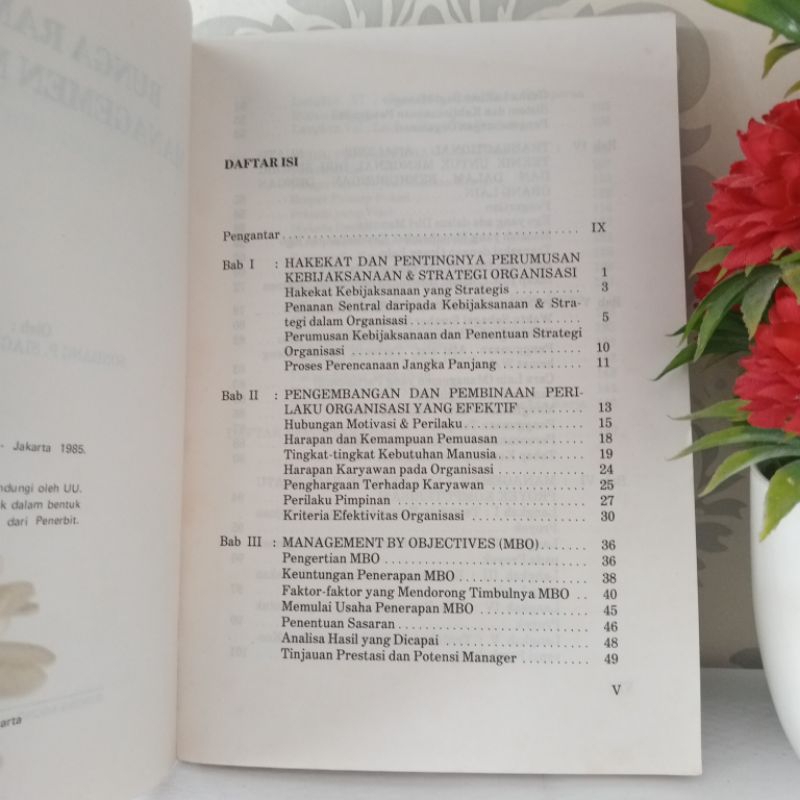 Jakarta 1985.
ndungi oleh UU.
k dalam bentuk
dari Penerbit.
DAFTAR ISI
Pengantar IX
Bab I : HAKEKAT DAN PENTINGNYA PERUMUSAN
KEBIJAKSANAAN & STRATEGI ORGANISASI 1
Hakekat Kebijaksanaan yang Strategis 3
Penanan Sentral daripada Kebijaksanaan & Stra-
tegi dalam Organisasi 5
Perumusan Kebijaksanaan dan Penentuan Strategi
Organisasi 10
Proses Perencanaan Jangka Panjang 11
Bab II : PENGEMBANGAN DAN PEMBINAAN PERI-
LAKU ORGANISASI YANG EFEKTIF 13
Hubungan Motivasi & Perilaku 15
Harapan dan Kemampuan Pemuasan 18
Tingkat-tingkat Kebutuhan Manusia 19
Harapan Karyawan pada Organisasi 24
Penghargaan Terhadap Karyawan 25
Perilaku Pimpinan 27
Kriteria Efektivitas Organisasi 30
Bab III : MANAGEMENT BY OBJECTIVES (MBO) 36
Pengertian MBO 36
Keuntungan Penerapan MBO 38
Faktor-faktor yang Mendorong Timbulnya MBO 40
Memulai Usaha Penerapan MBO 45
Penentuan Sasaran 46
Analisa Hasil yang Dicapai 48
Tinjauan Prestasi dan Potensi Manager 49
V